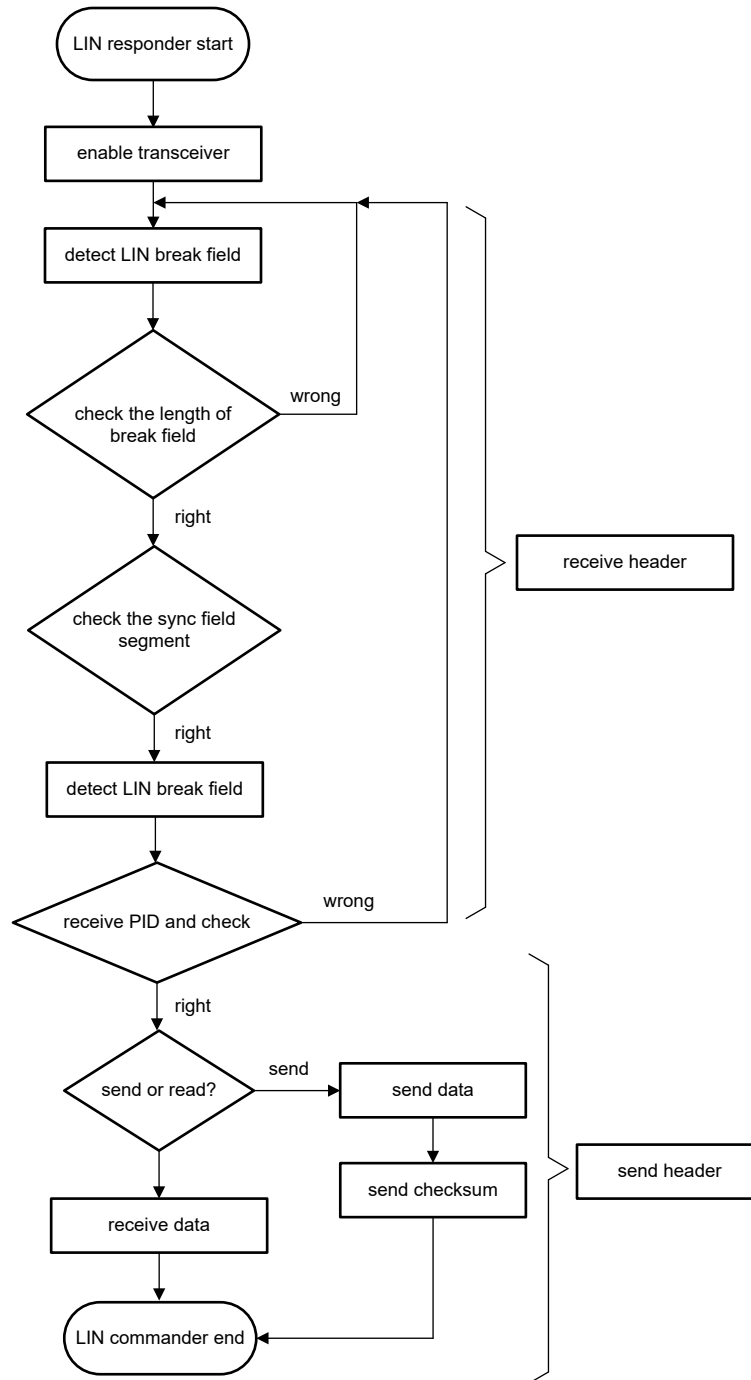 LIN responder start
enable transceiver
detect LIN break field
wrong
check the length of
break field
right
receive header
check the sync field
segment
right
detect LIN break field
receive PID and check
wrong
right
send or read?
send
send data
send checksum
send header
receive data
LIN commander end